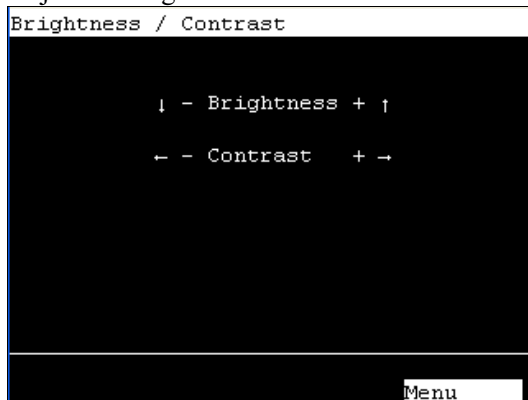 Brightness / Contrast
↓ - Brightness + ↑
← - Contrast + →
Menu